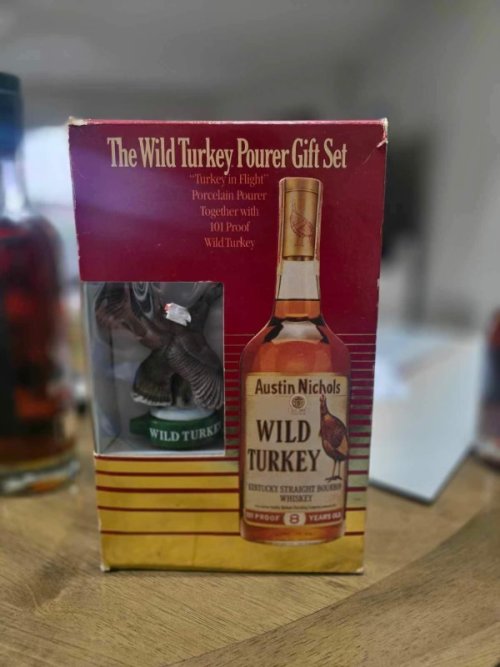 The Wild Turkey Pourer Gift Set
"Turkey in Flight"
Porcelain Pourer
Together with
101 Proof
Wild Turkey
WILD TURKE
Austin Nichols
WILD
TURKEY
KENTUCKY STRAIGHT BOURBON
WHISKEY
101 PROOF 8 YEARS OLD